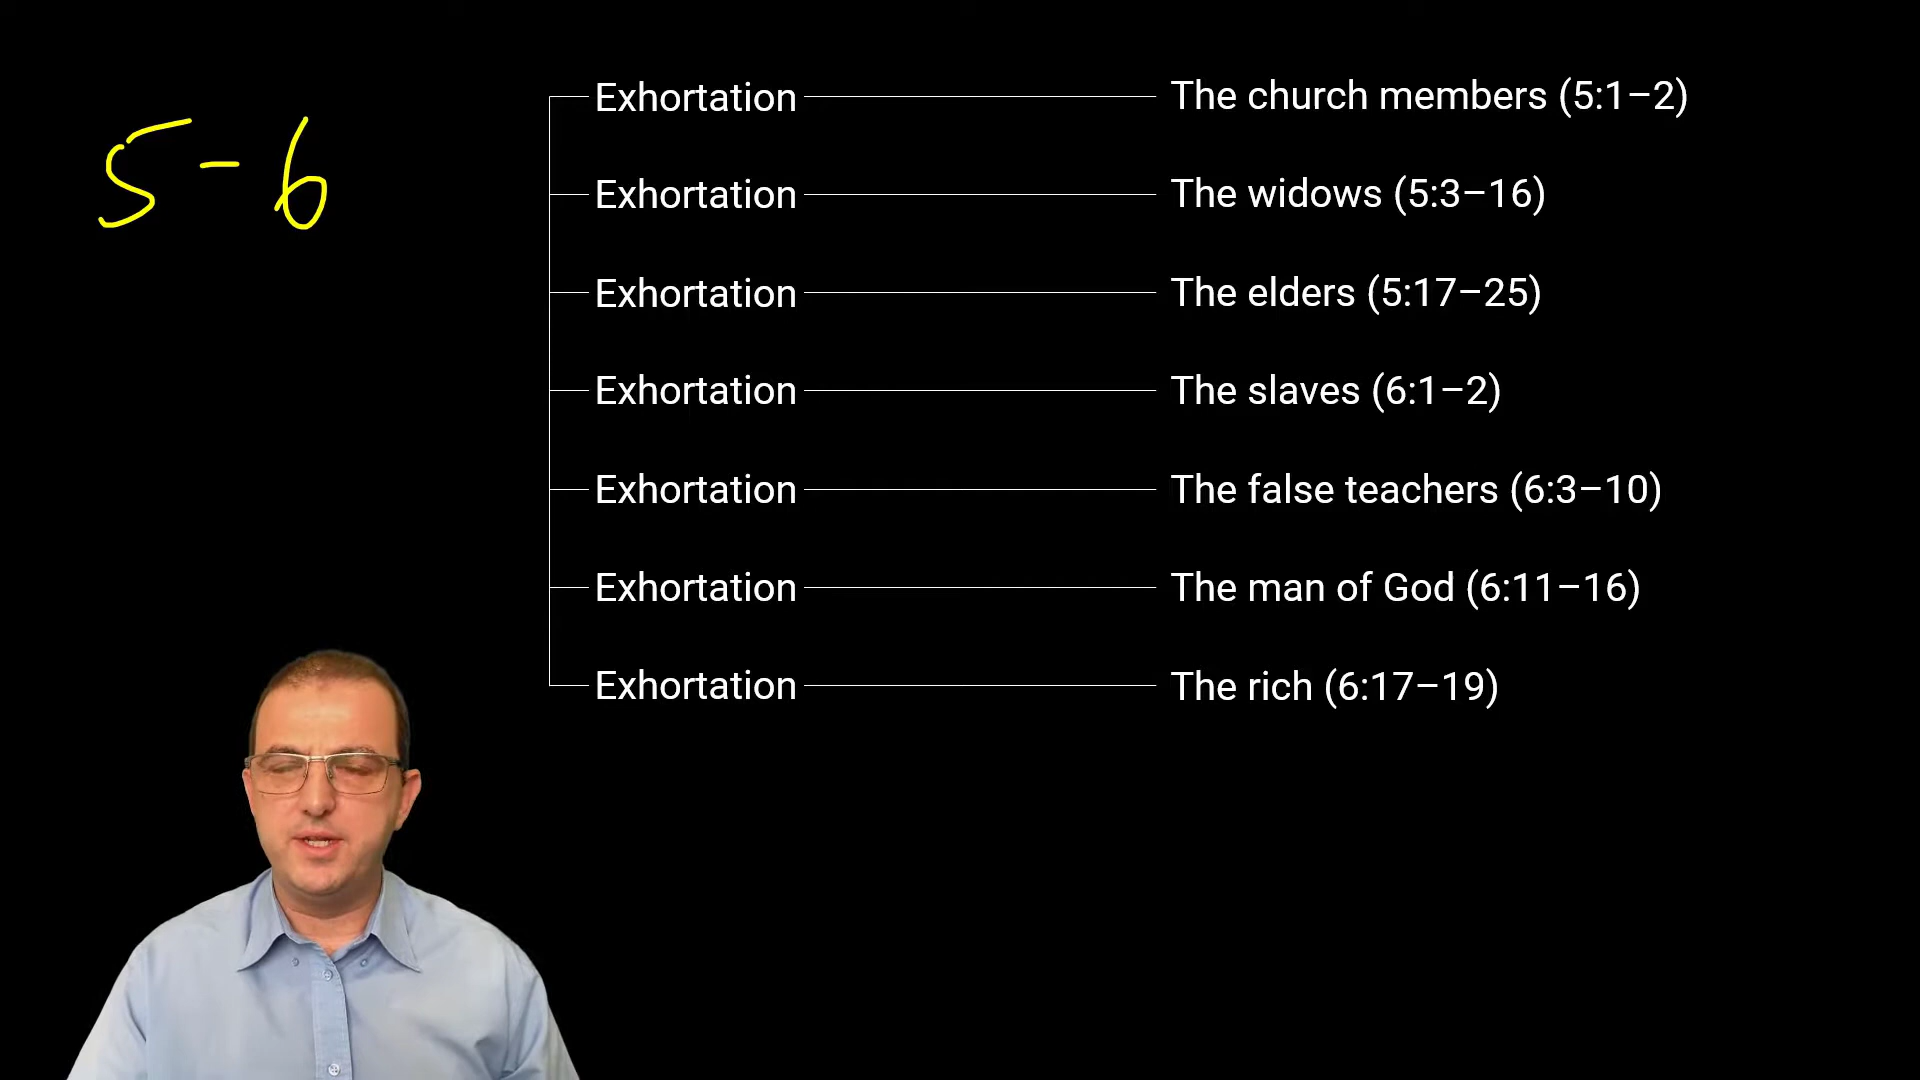 5-6
Exhortation The church members (5:1–2)
Exhortation The widows (5:3–16)
Exhortation The elders (5:17–25)
Exhortation The slaves (6:1–2)
Exhortation The false teachers (6:3–10)
Exhortation The man of God (6:11–16)
Exhortation The rich (6:17–19)